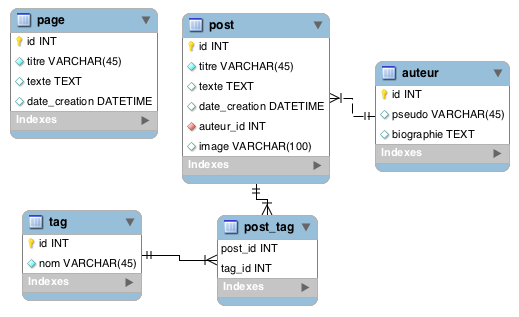 page
id INT
titre VARCHAR(45)
texte TEXT
date_creation DATETIME
Indexes
post
id INT
titre VARCHAR(45)
texte TEXT
date_creation DATETIME
auteur_id INT
image VARCHAR(100)
Indexes
auteur
id INT
pseudo VARCHAR(45)
biographie TEXT
Indexes
tag
id INT
nom VARCHAR(45)
Indexes
post_tag
post_id INT
tag_id INT
Indexes